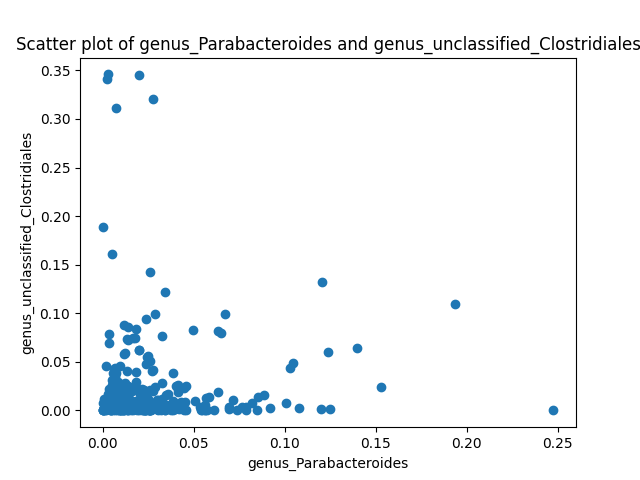 Scatter plot of genus_Parabacteroides and genus_unclassified_Clostridiales
genus_unclassified_Clostridiales
0.35
0.30
0.25
0.20
0.15
0.10
0.05
0.00
0.00 0.05 0.10 0.15 0.20 0.25
genus_Parabacteroides